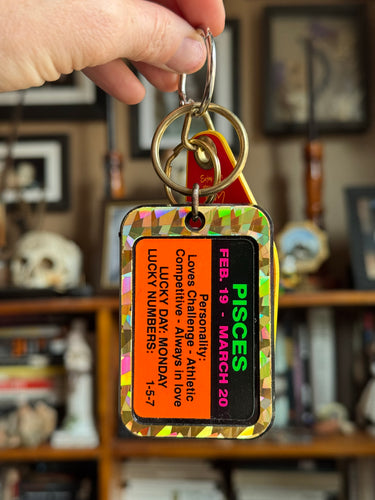 PISCES
FEB. 19 - MARCH 20
Personality:
Loves Challenge - Athletic
Competitive - Always in love
LUCKY DAY: MONDAY
LUCKY NUMBERS: 1-5-7